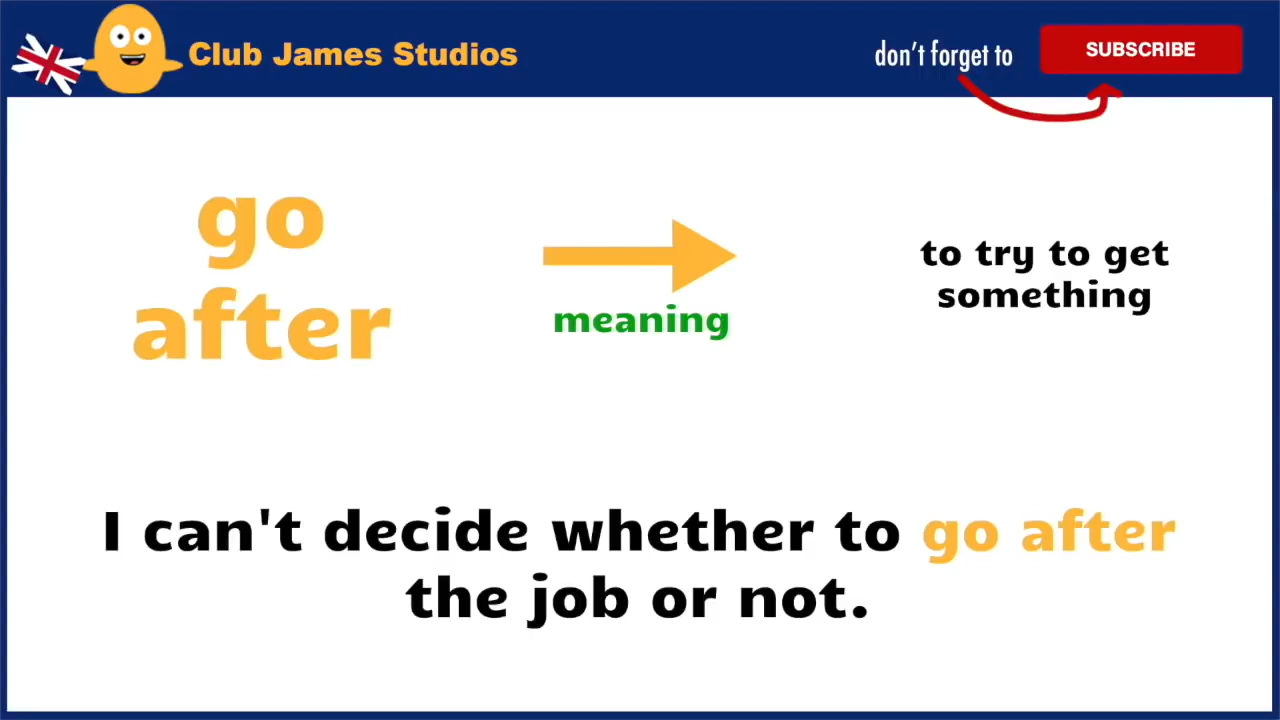 Club James Studios
don't forget to
SUBSCRIBE
go
after
meaning
to try to get
something
I can't decide whether to go after
the job or not.